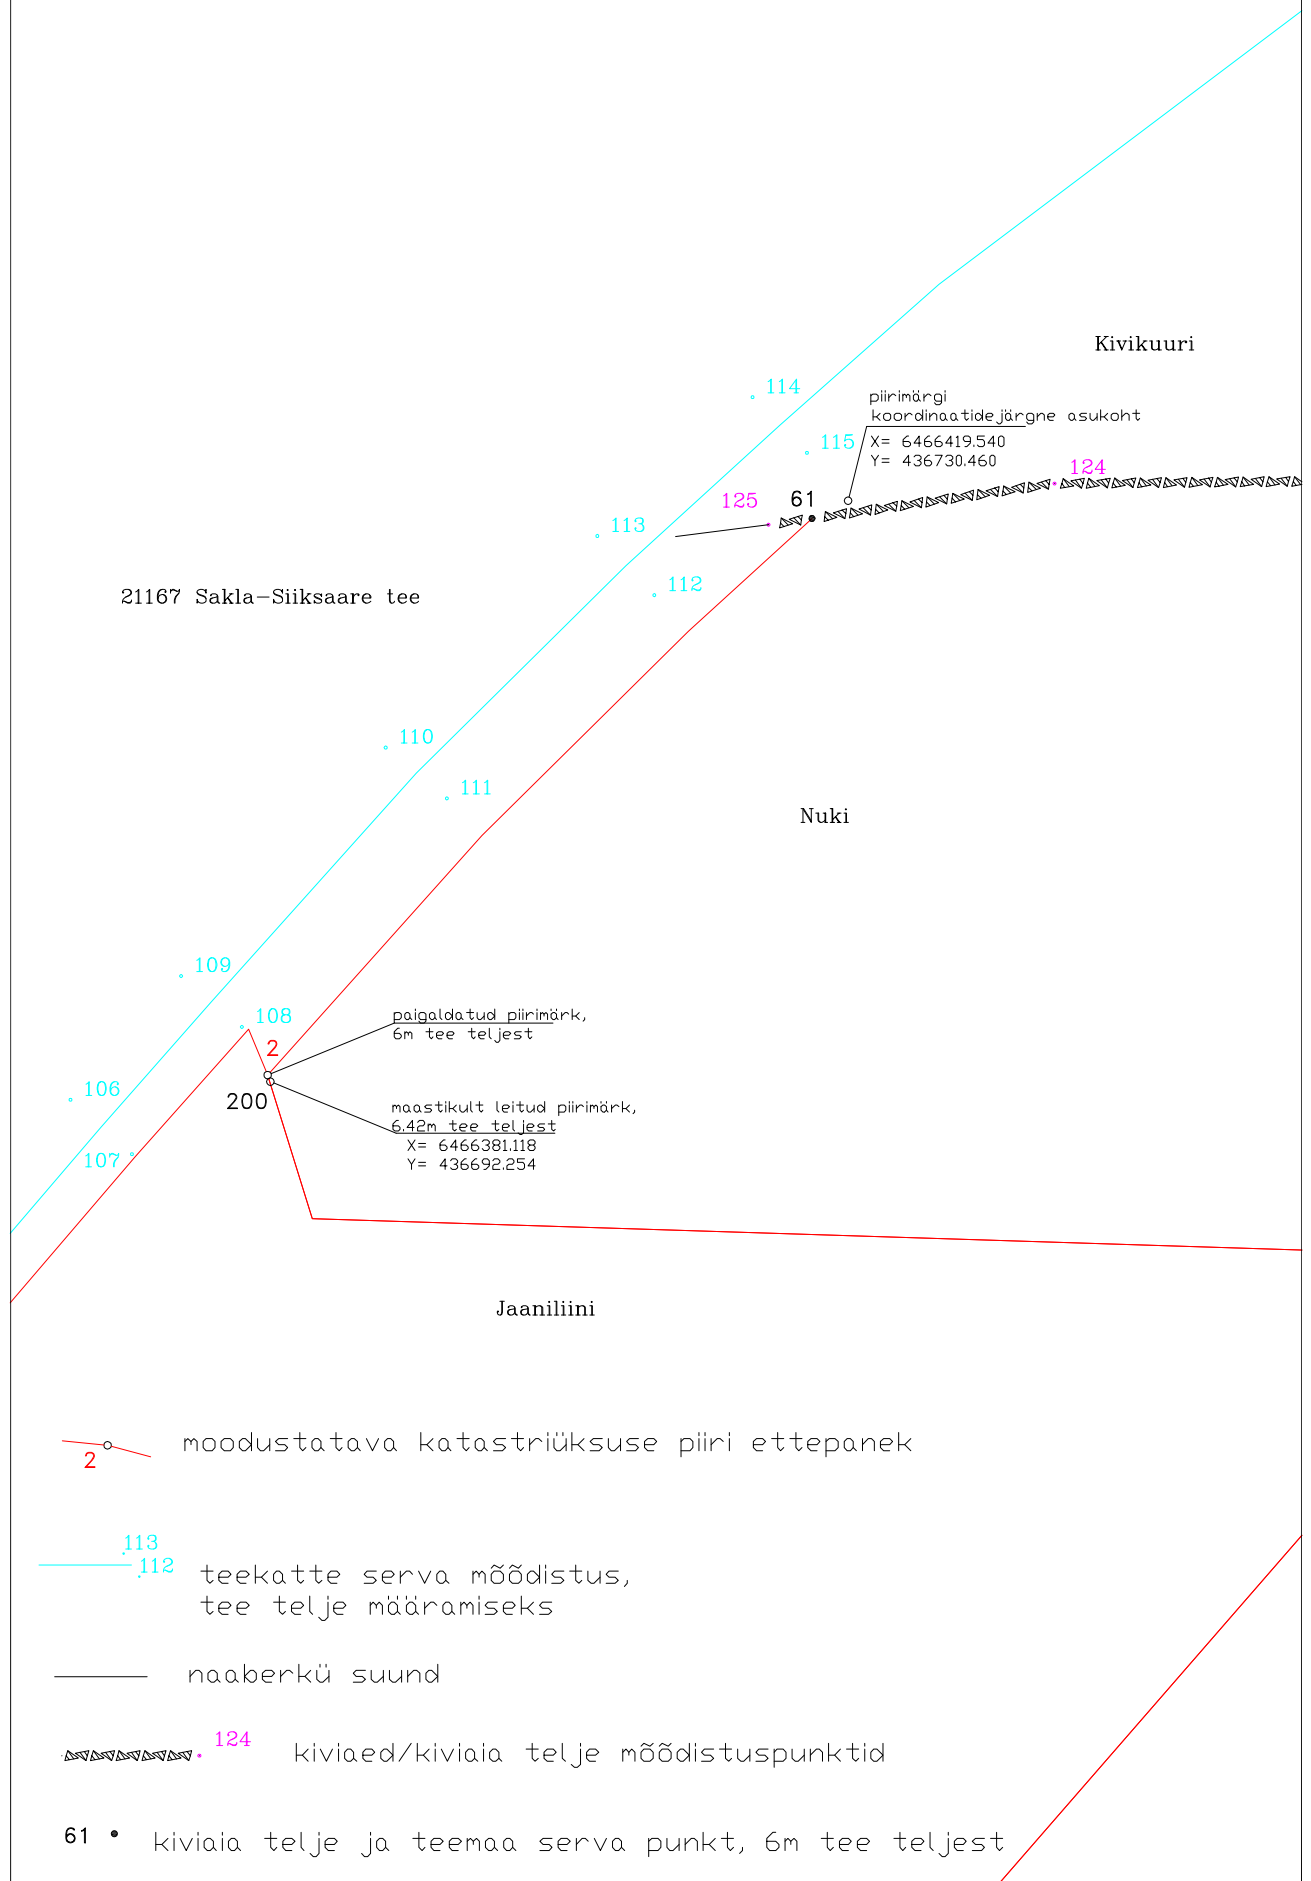 Kivikuuri
114
piirimärgi
koordinaatidejärgne asukoht
115
X= 6466419.540
Y= 436730.460
124
125
61
113
112
21167 Sakla-Siiksaare tee
110
111
Nuki
109
108
paigaldatud piirimärk,
6m tee teljest
2
106
200
maastikult leitud piirimärk,
6.42m tee teljest
X= 6466381.118
Y= 436692.254
107
Jaaniliini
2
moodustatava katastriüksuse piiri ettepanek
113
112
teekatte serva mõõdistus,
tee telje määramiseks
naaberkü suund
124
kiviaed/kiviaia telje mõõdistuspunktid
61
kiviaia telje ja teemaa serva punkt, 6m tee teljest